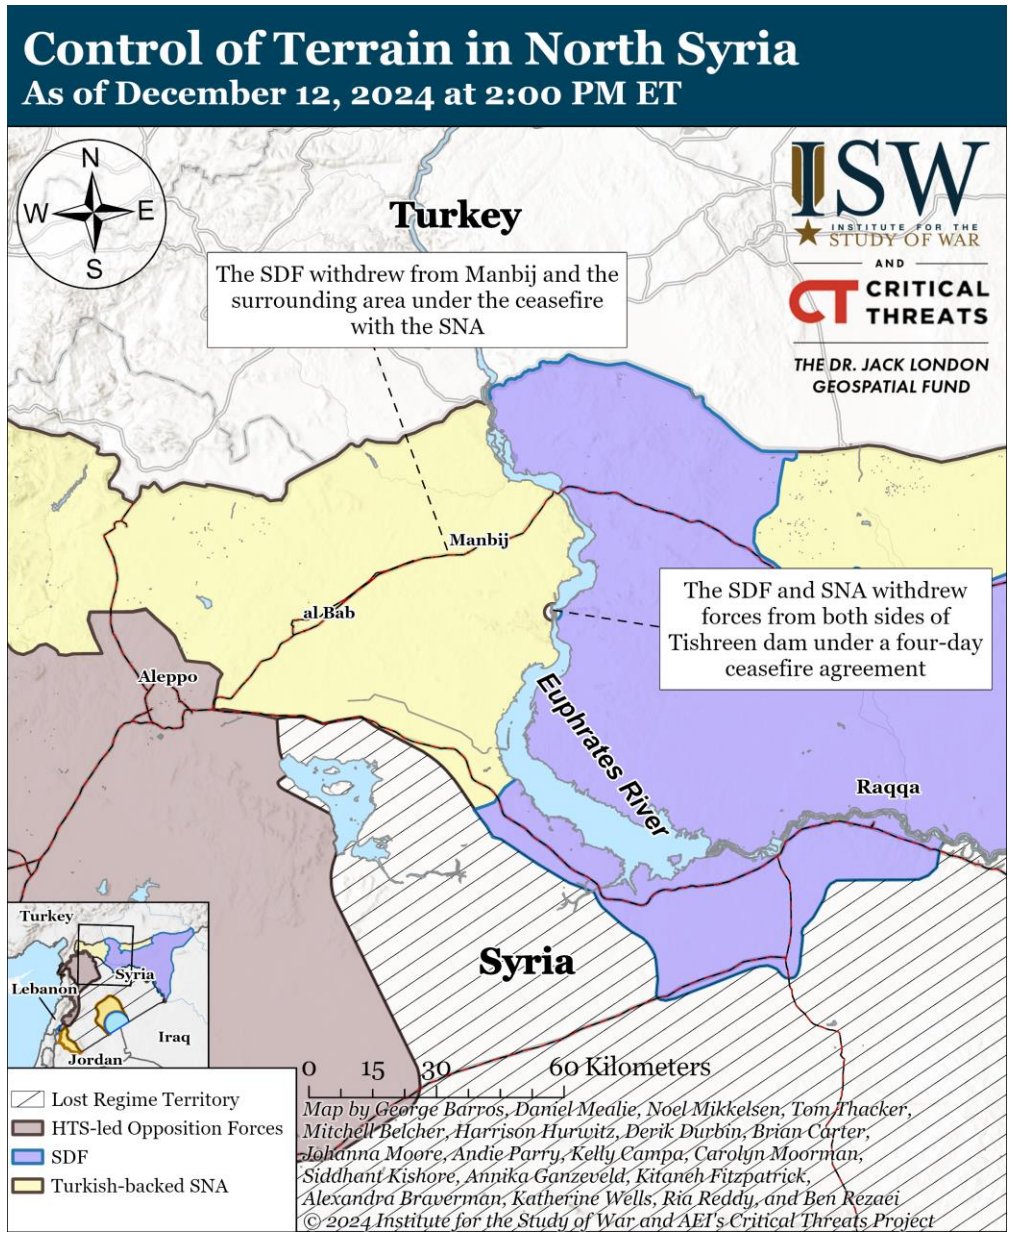 Control of Terrain in North Syria
As of December 12, 2024 at 2:00 PM ET
N
W
E
S
Turkey
ISW
INSTITUTE FOR THE
STUDY OF WAR
AND
CT CRITICAL
THREATS
THE DR. JACK LONDON
GEOSPATIAL FUND
The SDF withdrew from Manbij and the
surrounding area under the ceasefire
with the SNA
Manbij
al-Bab
The SDF and SNA withdrew
forces from both sides of
Tishreen dam under a four-day
ceasefire agreement
Aleppo
Euphrates River
Raqqa
Syria
Turkey
Syria
Lebanon
Iraq
Jordan
0 15 30 60 Kilometers
Lost Regime Territory
HTS-led Opposition Forces
SDF
Turkish-backed SNA
Map by George Barros, Daniel Mealie, Noel Mikkelsen, Tom Thacker,
Mitchell Belcher, Harrison Hurwitz, Derik Durbin, Brian Carter,
Johanna Moore, Andie Parry, Kelly Campa, Carolyn Moorman,
Siddhant Kishore, Annika Ganzeveld, Kitaneh Fitzpatrick,
Alexandra Braverman, Katherine Wells, Ria Reddy, and Ben Rezaei
© 2024 Institute for the Study of War and AEI's Critical Threats Project